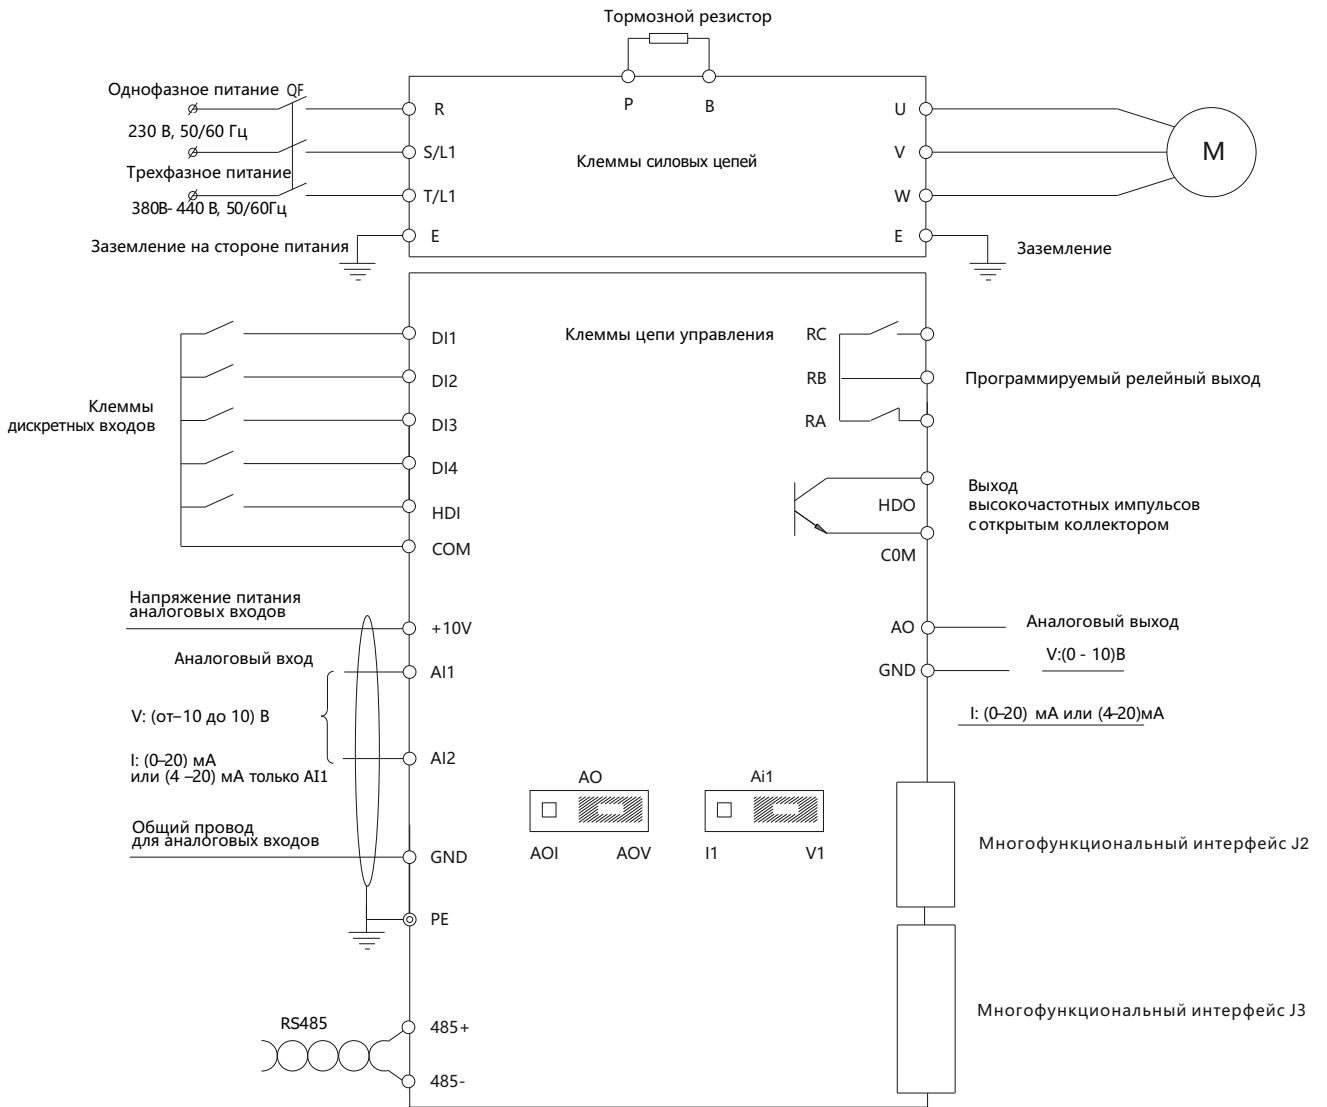 Тормозной резистор
Однофазное питание QF
230 В, 50/60 Гц
Трехфазное питание
380В- 440 В, 50/60Гц
Заземление на стороне питания
R
S/L1
T/L1
E
P
B
Клеммы силовых цепей
U
V
W
E
M
Заземление
Клеммы
дискретных входов
DI1
DI2
DI3
DI4
HDI
COM
Клеммы цепи управления
RC
RB
RA
Программируемый релейный выход
HDO
C0M
Выход
высокочастотных импульсов
с открытым коллектором
Напряжение питания
аналоговых входов
+10V
Аналоговый вход
AI1
V: (от–10 до 10) В
I: (0–20) мА
или (4 –20) мА только AI1
AI2
Общий провод
для аналоговых входов
GND
PE
AO
GND
Аналоговый выход
V:(0 - 10)В
I: (0–20) мА или (4–20)мА
AO
AOI AOV
Ai1
I1 V1
Многофункциональный интерфейс J2
Многофункциональный интерфейс J3
RS485
485+
485-